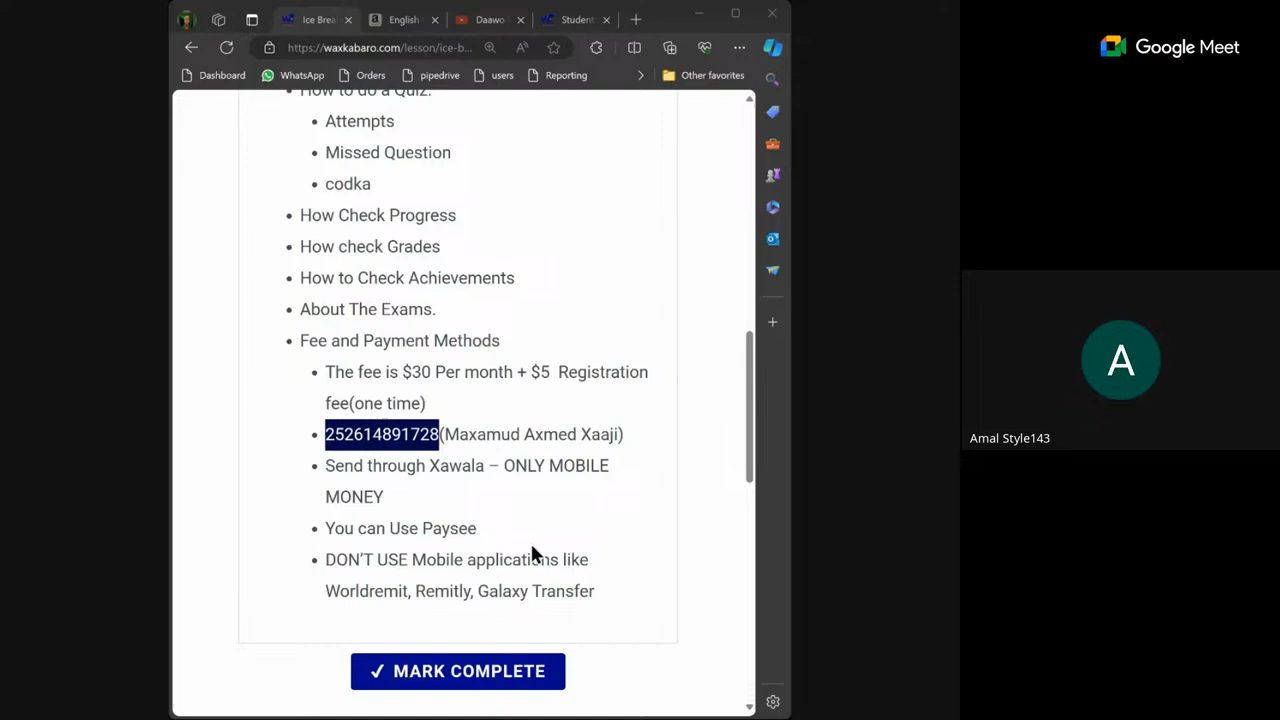 Ice Brea
English
Daawo
Student
Google Meet
https://waxkabaro.com/lesson/ice-b...
Dashboard
WhatsApp
Orders
pipedrive
users
Reporting
Other favorites
How to do a Quiz.
Attempts
Missed Question
codka
How Check Progress
How check Grades
How to Check Achievements
About The Exams.
Fee and Payment Methods
The fee is $30 Per month + $5 Registration
fee(one time)
252614891728(Maxamud Axmed Xaaji)
Send through Xawala – ONLY MOBILE
MONEY
You can Use Paysee
DON'T USE Mobile applications like
Worldremit, Remitly, Galaxy Transfer
✓ MARK COMPLETE
A
Amal Style143